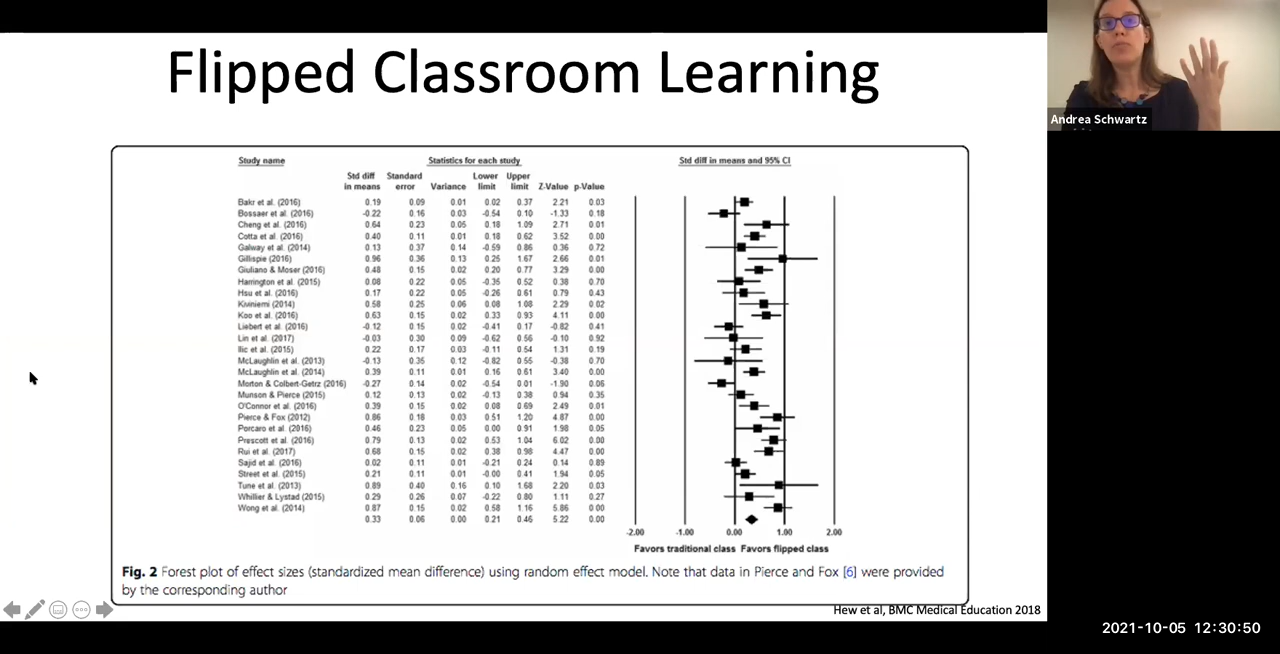 Flipped Classroom Learning
Andrea Schwartz
Study name Statistics for each study Std diff in means and 95% CI
Std diff Standard Lower Upper
in means error Variance limit limit Z-Value p-Value
Bakr et al. (2016) 0.19 0.09 0.01 0.02 0.37 2.21 0.03
Bossaer et al. (2016) -0.22 0.16 0.03 -0.54 0.10 -1.33 0.18
Cheng et al. (2016) 0.64 0.23 0.05 0.18 1.09 2.71 0.01
Cotta et al. (2016) 0.40 0.11 0.01 0.18 0.62 3.52 0.00
Galway et al. (2014) 0.13 0.37 0.14 -0.59 0.86 0.36 0.72
Gillispie (2016) 0.96 0.36 0.13 0.25 1.67 2.66 0.01
Giuliano & Moser (2016) 0.48 0.15 0.02 0.20 0.77 3.29 0.00
Harrington et al. (2015) 0.08 0.22 0.05 -0.35 0.52 0.38 0.70
Hsu et al. (2016) 0.17 0.22 0.05 -0.26 0.61 0.79 0.43
Kiviniemi (2014) 0.58 0.25 0.06 0.08 1.08 2.29 0.02
Koo et al. (2016) 0.63 0.15 0.02 0.33 0.93 4.11 0.00
Liebert et al. (2016) -0.12 0.15 0.02 -0.41 0.17 -0.82 0.41
Lin et al. (2017) -0.03 0.30 0.09 -0.62 0.56 -0.10 0.92
Ilic et al. (2015) 0.22 0.17 0.03 -0.11 0.54 1.31 0.19
McLaughlin et al. (2013) -0.13 0.35 0.12 -0.82 0.55 -0.38 0.70
McLaughlin et al. (2014) 0.39 0.11 0.01 0.16 0.61 3.40 0.00
Morton & Colbert-Getz (2016) -0.27 0.14 0.02 -0.54 0.01 -1.90 0.06
Munson & Pierce (2015) 0.12 0.13 0.02 -0.13 0.38 0.94 0.35
O'Connor et al. (2016) 0.39 0.15 0.02 0.08 0.69 2.49 0.01
Pierce & Fox (2012) 0.86 0.18 0.03 0.51 1.20 4.87 0.00
Porcaro et al. (2016) 0.46 0.23 0.05 0.00 0.91 1.98 0.05
Prescott et al. (2016) 0.79 0.13 0.02 0.53 1.04 6.02 0.00
Rui et al. (2017) 0.68 0.15 0.02 0.38 0.98 4.47 0.00
Sajid et al. (2016) 0.02 0.11 0.01 -0.21 0.24 0.14 0.89
Street et al. (2015) 0.21 0.11 0.01 -0.00 0.41 1.94 0.05
Tune et al. (2013) 0.89 0.40 0.16 0.10 1.68 2.20 0.03
Whillier & Lystad (2015) 0.29 0.26 0.07 -0.22 0.80 1.11 0.27
Wong et al. (2014) 0.87 0.15 0.02 0.58 1.16 5.86 0.00
0.33 0.06 0.00 0.21 0.46 5.22 0.00
-2.00 -1.00 0.00 1.00 2.00
Favors traditional class Favors flipped class
Fig. 2 Forest plot of effect sizes (standardized mean difference) using random effect model. Note that data in Pierce and Fox [6] were provided
by the corresponding author
Hew et al, BMC Medical Education 2018
2021-10-05 12:30:50